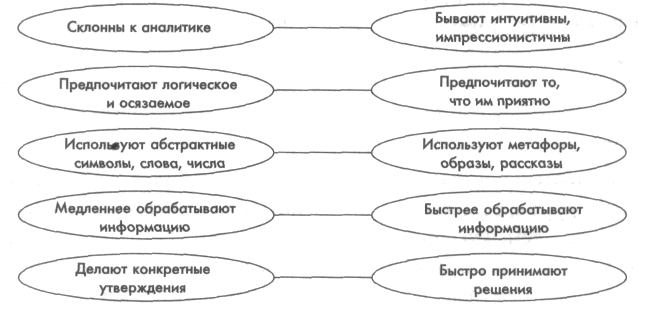 Склонны к аналитике
Бывают интуитивны,
импрессионистичны
Предпочитают логическое
и осязаемое
Предпочитают то,
что им приятно
Используют абстрактные
символы, слова, числа
Используют метафоры,
образы, рассказы
Медленнее обрабатывают
информацию
Быстрее обрабатывают
информацию
Делают конкретные
утверждения
Быстро принимают
решения